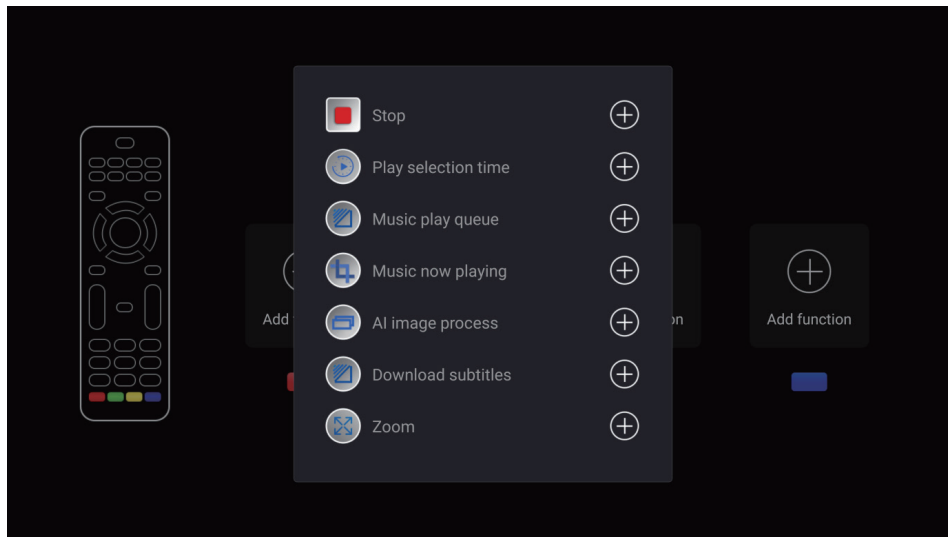 Stop
Play selection time
Music play queue
Music now playing
AI image process
Download subtitles
Zoom
Add
on
Add function